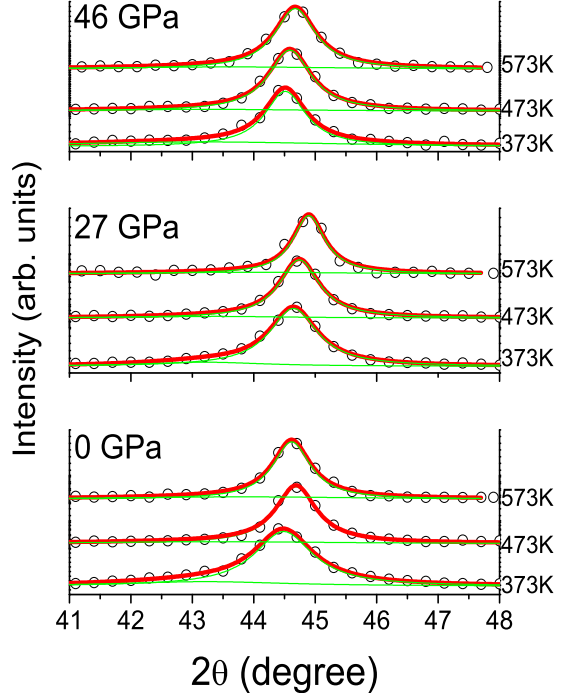 46 GPa
573K
473K
373K
27 GPa
573K
473K
373K
0 GPa
573K
473K
373K
Intensity (arb. units)
41 42 43 44 45 46 47 48
2θ (degree)